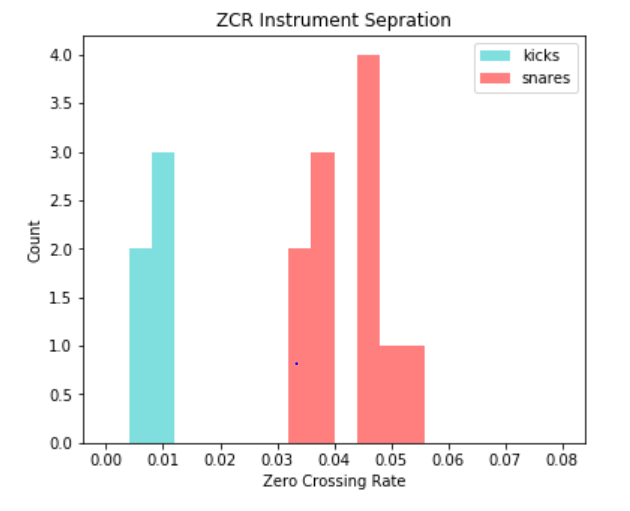 ZCR Instrument Sepration
kicks
snares
4.0
3.5
3.0
2.5
2.0
1.5
1.0
0.5
0.0
Count
0.00 0.01 0.02 0.03 0.04 0.05 0.06 0.07 0.08
Zero Crossing Rate